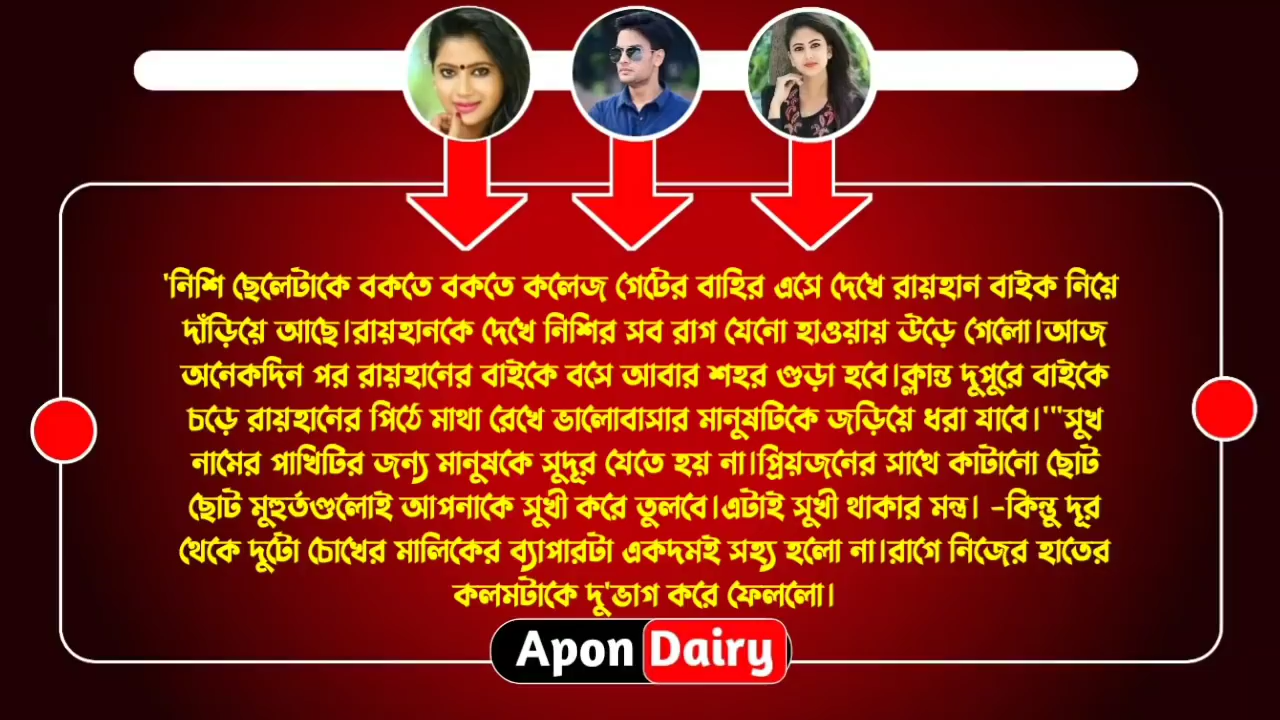 'নিশি ছেলেটাকে বকতে বকতে কলেজ গেটের বাহির এসে দেখে রায়হান বাইক নিয়ে
দাঁড়িয়ে আছে।রায়হানকে দেখে নিশির সব রাগ যেনো হাওয়ায় উড়ে গেলো।আজ
অনেকদিন পর রায়হানের বাইকে বসে আবার শহর গুড়া হবে।ক্লান্ত দুপুরে বাইকে
চড়ে রায়হানের পিঠে মাথা রেখে ভালোবাসার মানুষটিকে জড়িয়ে ধরা যাবে।'''সুখ
নামের পাখিটির জন্য মানুষকে সুদূর যেতে হয় না।প্রিয়জনের সাথে কাটানো ছোট
ছোট মুহুর্তগুলোই আপনাকে সুখী করে তুলবে।এটাই সুখী থাকার মন্ত্র। -কিন্তু দূর
থেকে দুটো চোখের মালিকের ব্যাপারটা একদমই সহ্য হলো না।রাগে নিজের হাতের
কলমটাকে দু'ভাগ করে ফেললো।
Apon Dairy